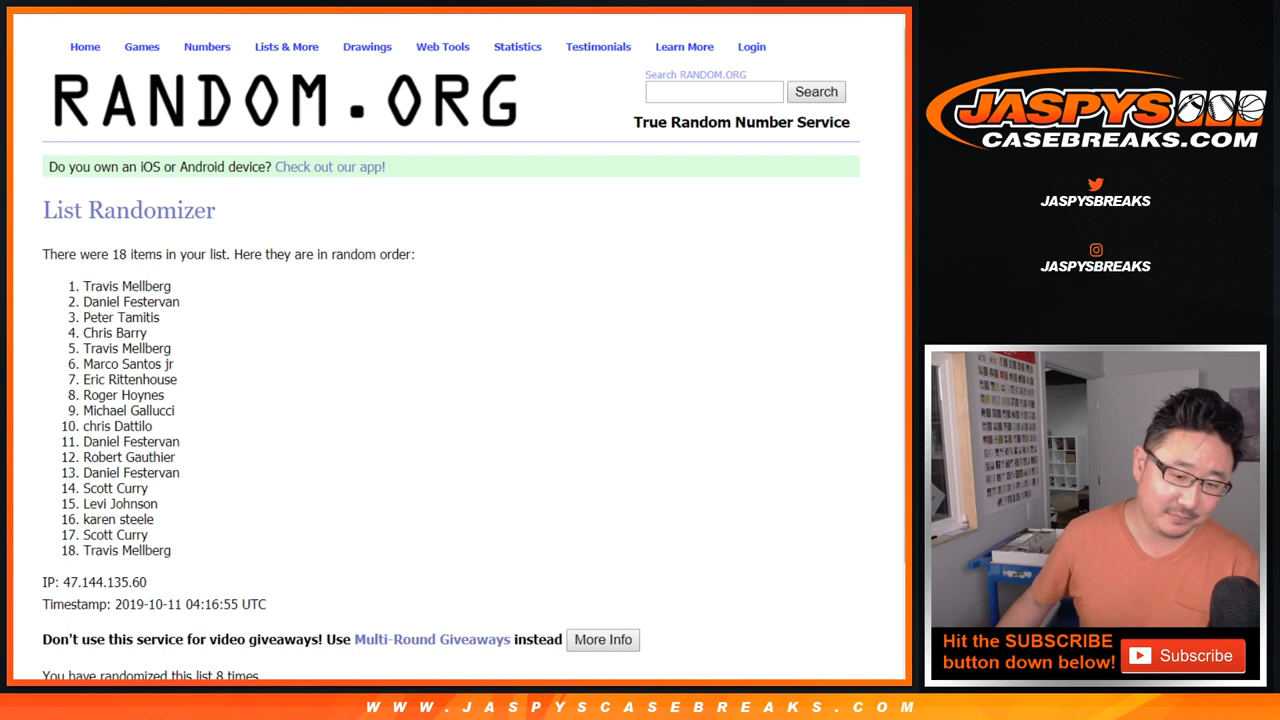 Home Games Numbers Lists & More Drawings Web Tools Statistics Testimonials Learn More Login
RANDOM.ORG
Search RANDOM.ORG
Search
True Random Number Service
Do you own an iOS or Android device? Check out our app!
List Randomizer
There were 18 items in your list. Here they are in random order:
1. Travis Mellberg
2. Daniel Festervan
3. Peter Tamitis
4. Chris Barry
5. Travis Mellberg
6. Marco Santos jr
7. Eric Rittenhouse
8. Roger Hoynes
9. Michael Gallucci
10. chris Dattilo
11. Daniel Festervan
12. Robert Gauthier
13. Daniel Festervan
14. Scott Curry
15. Levi Johnson
16. karen steele
17. Scott Curry
18. Travis Mellberg
IP: 47.144.135.60
Timestamp: 2019-10-11 04:16:55 UTC
Don't use this service for video giveaways! Use Multi-Round Giveaways instead More Info
You have randomized this list 8 times
JASPYS
CASEBREAKS.COM
JASPYSBREAKS
JASPYSBREAKS
Hit the SUBSCRIBE
button down below!
Subscribe
WWW.JASPYSCASEBREAKS.COM